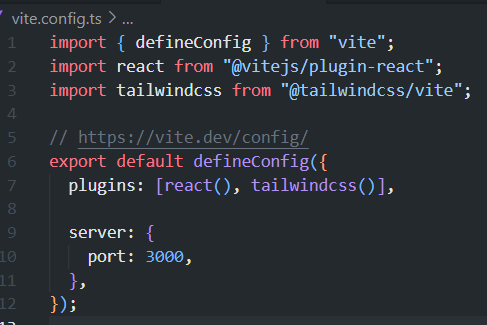 vite.config.ts > ...
1 import { defineConfig } from "vite";
2 import react from "@vitejs/plugin-react";
3 import tailwindcss from "@tailwindcss/vite";
4
5 // https://vite.dev/config/
6 export default defineConfig({
7   plugins: [react(), tailwindcss()],
8
9   server: {
10     port: 3000,
11   },
12 });
13